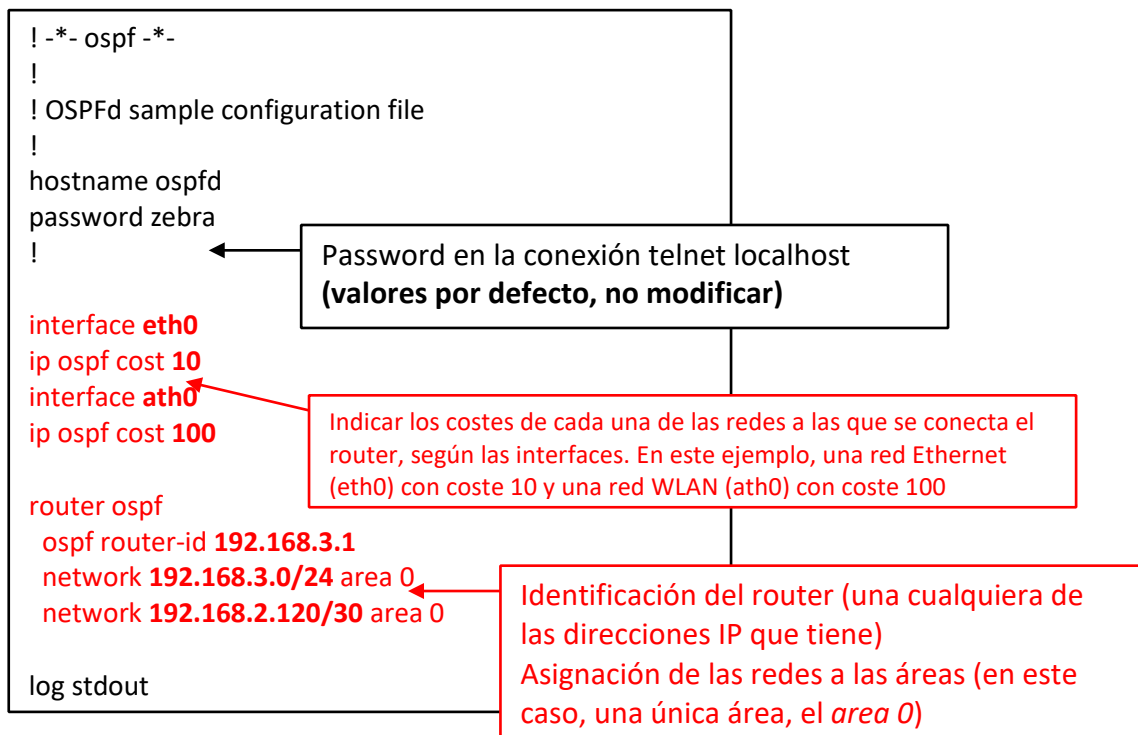 ! -*- ospf -*-
!
! OSPFd sample configuration file
!
hostname ospfd
password zebra
!
Password en la conexión telnet localhost
(valores por defecto, no modificar)
interface eth0
ip ospf cost 10
interface ath0
ip ospf cost 100
Indicar los costes de cada una de las redes a las que se conecta el
router, según las interfaces. En este ejemplo, una red Ethernet
(eth0) con coste 10 y una red WLAN (ath0) con coste 100
router ospf
ospf router-id 192.168.3.1
network 192.168.3.0/24 area 0
network 192.168.2.120/30 area 0
Identificación del router (una cualquiera de
las direcciones IP que tiene)
Asignación de las redes a las áreas (en este
caso, una única área, el area 0)
log stdout